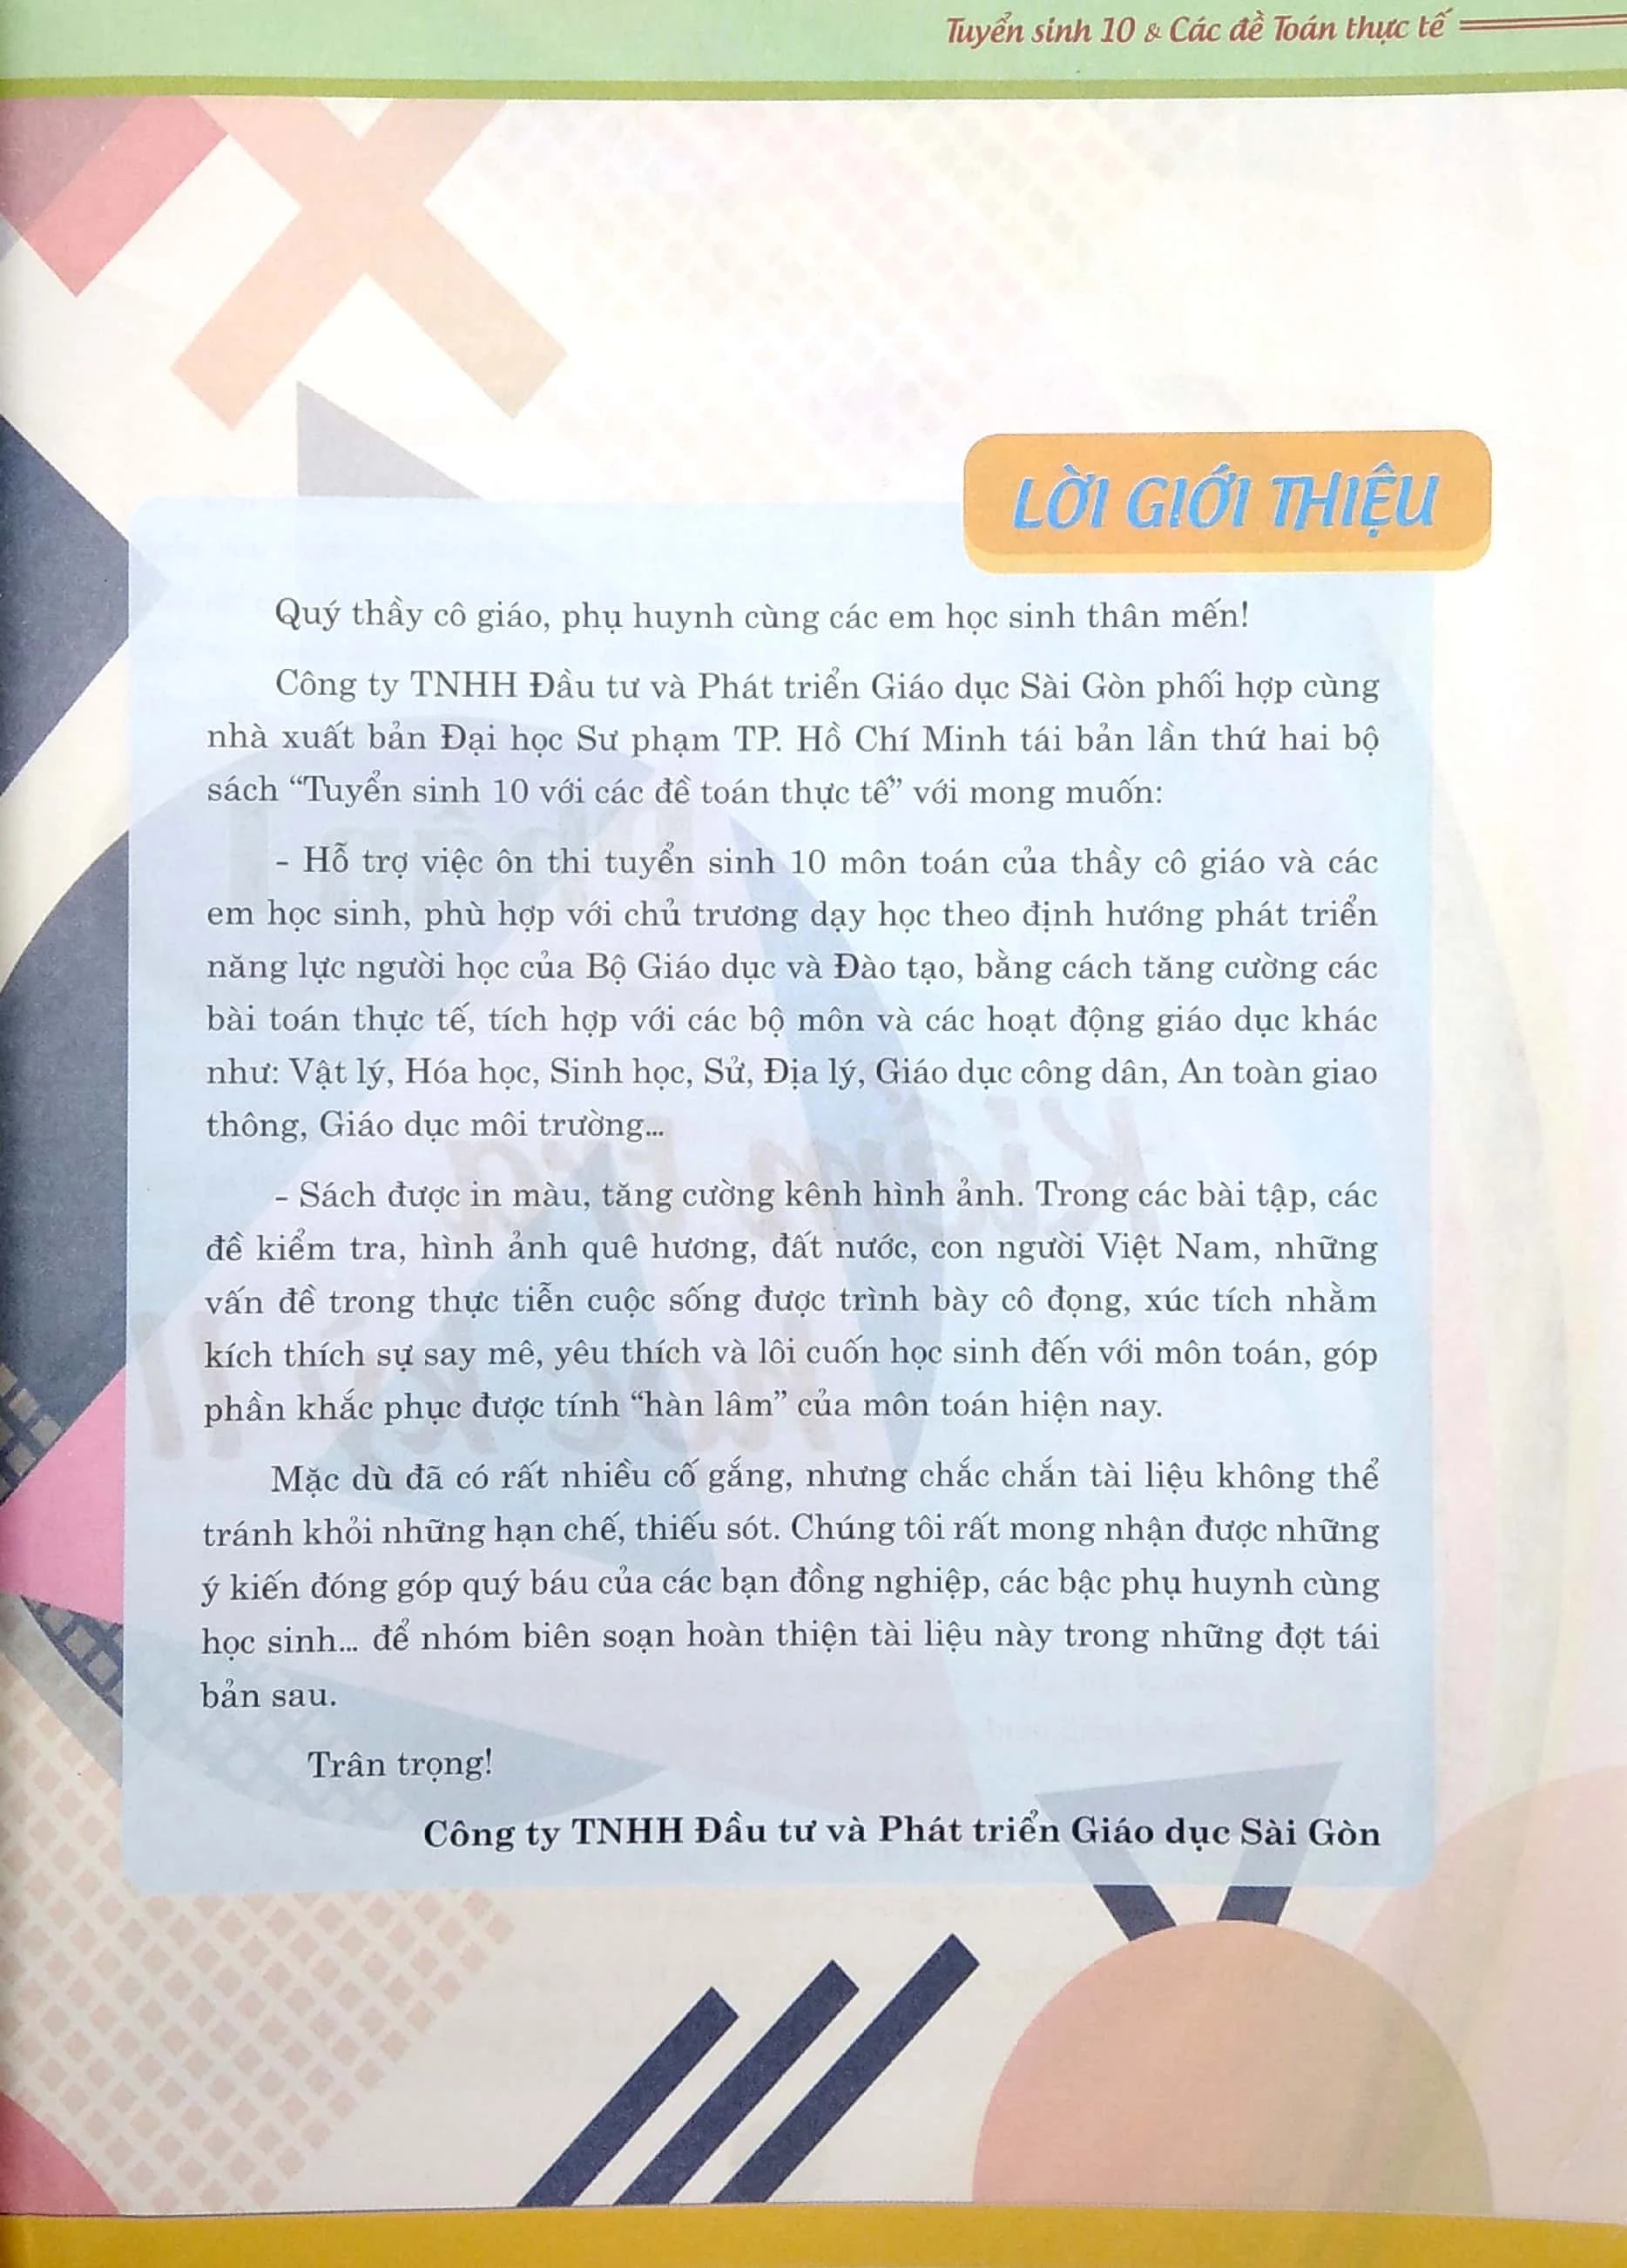 Tuyển sinh 10 & Các đề Toán thực tế
LỜI GIỚI THIỆU
Quý thầy cô giáo, phụ huynh cùng các em học sinh thân mến!
Công ty TNHH Đầu tư và Phát triển Giáo dục Sài Gòn phối hợp cùng
nhà xuất bản Đại học Sư phạm TP. Hồ Chí Minh tái bản lần thứ hai bộ
sách “Tuyển sinh 10 với các đề toán thực tế” với mong muốn:
– Hỗ trợ việc ôn thi tuyển sinh 10 môn toán của thầy cô giáo và các
em học sinh, phù hợp với chủ trương dạy học theo định hướng phát triển
năng lực người học của Bộ Giáo dục và Đào tạo, bằng cách tăng cường các
bài toán thực tế, tích hợp với các bộ môn và các hoạt động giáo dục khác
như: Vật lý, Hóa học, Sinh học, Sử, Địa lý, Giáo dục công dân, An toàn giao
thông, Giáo dục môi trường...
– Sách được in màu, tăng cường kênh hình ảnh. Trong các bài tập, các
đề kiểm tra, hình ảnh quê hương, đất nước, con người Việt Nam, những
vấn đề trong thực tiễn cuộc sống được trình bày cô đọng, xúc tích nhằm
kích thích sự say mê, yêu thích và lôi cuốn học sinh đến với môn toán, góp
phần khắc phục được tính “hàn lâm” của môn toán hiện nay.
Mặc dù đã có rất nhiều cố gắng, nhưng chắc chắn tài liệu không thể
tránh khỏi những hạn chế, thiếu sót. Chúng tôi rất mong nhận được những
ý kiến đóng góp quý báu của các bạn đồng nghiệp, các bậc phụ huynh cùng
học sinh... để nhóm biên soạn hoàn thiện tài liệu này trong những đợt tái
bản sau.
Trân trọng!
Công ty TNHH Đầu tư và Phát triển Giáo dục Sài Gòn